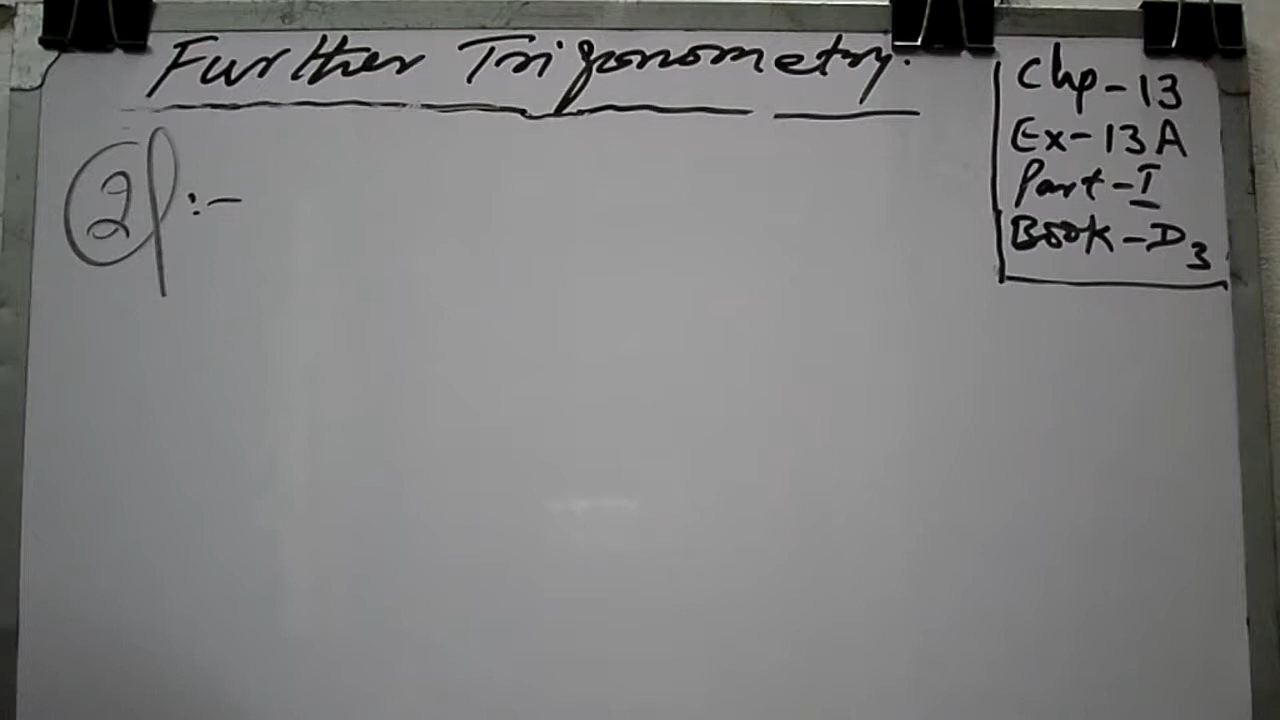 Further Trigonometry.
Chp-13
Ex-13A
Part-I
Book-D3
2 :-